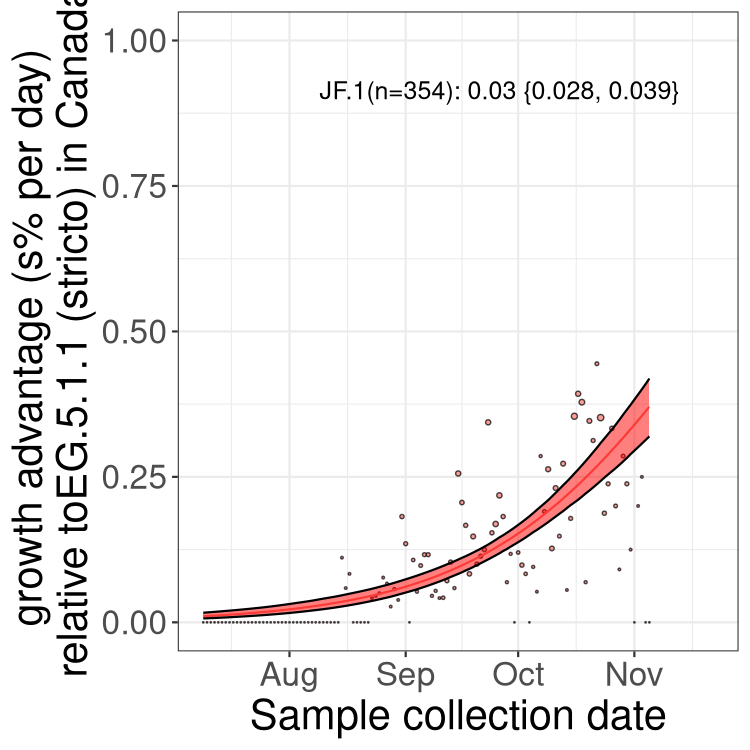 growth advantage (s% per day)
relative toEG.5.1.1 (stricto) in Canada
1.00
0.75
0.50
0.25
0.00
JF.1(n=354): 0.03 {0.028, 0.039}
Aug Sep Oct Nov
Sample collection date